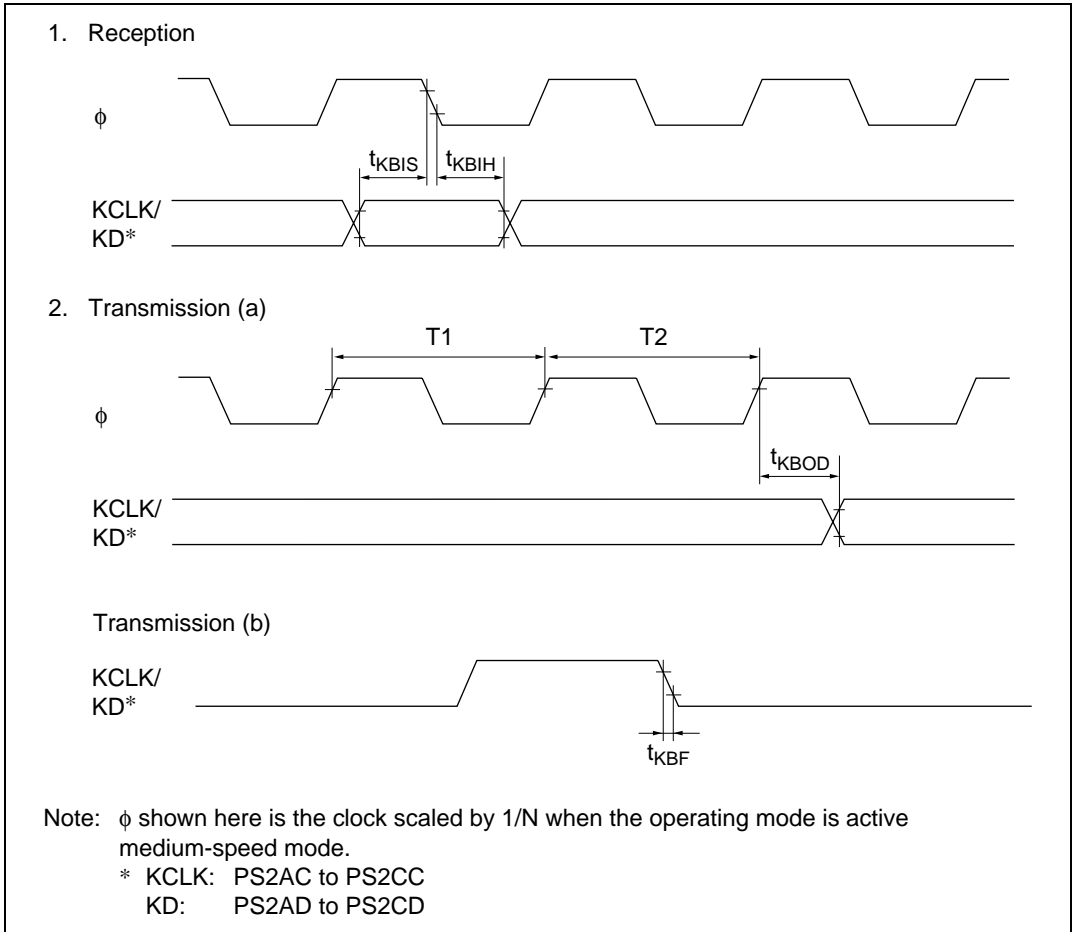 1. Reception
ϕ
tKBIS tKBIH
KCLK/
KD*
2. Transmission (a)
T1 T2
ϕ
tKBOD
KCLK/
KD*
Transmission (b)
KCLK/
KD*
tKBF
Note: ϕ shown here is the clock scaled by 1/N when the operating mode is active
medium-speed mode.
* KCLK: PS2AC to PS2CC
KD: PS2AD to PS2CD